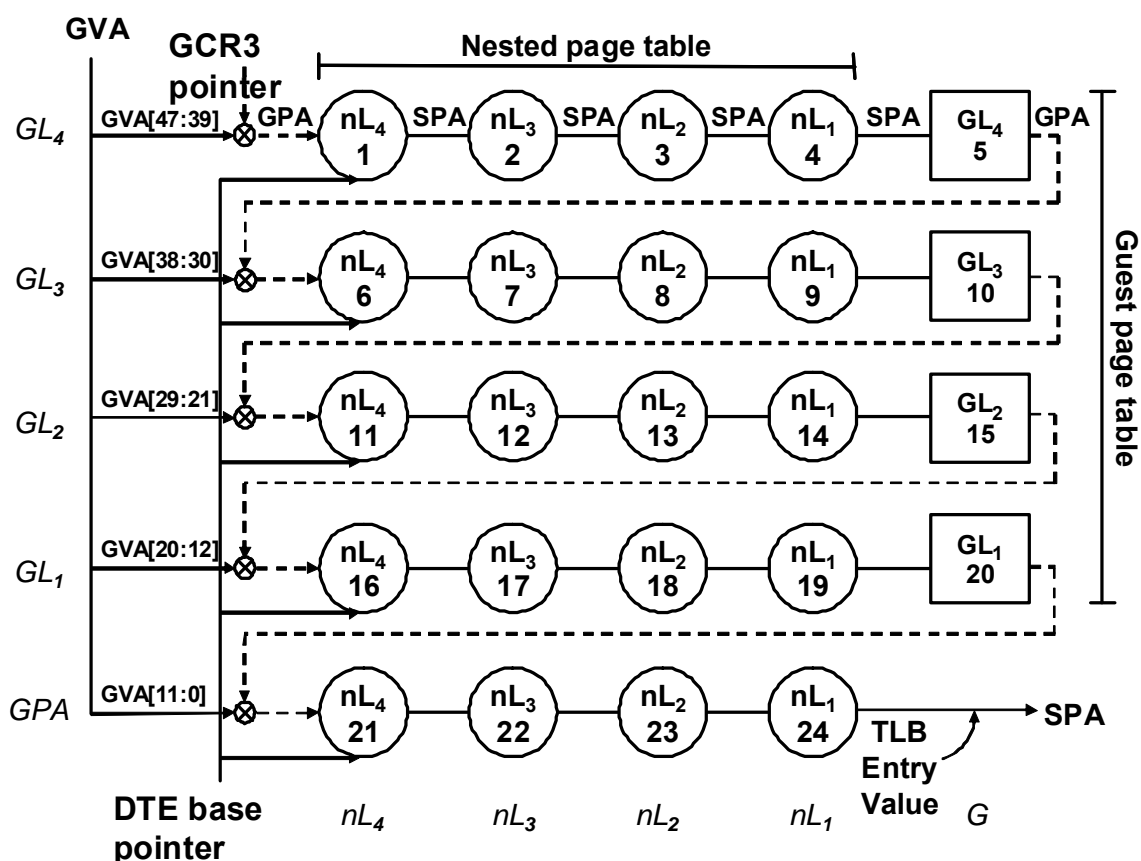 GVA
GCR3
pointer
Nested page table
GL4 GVA[47:39] GPA nL4 SPA nL3 SPA nL2 SPA nL1 SPA GL4 GPA
1 2 3 4 5
GL3 GVA[38:30] nL4 nL3 nL2 nL1 GL3
6 7 8 9 10
GL2 GVA[29:21] nL4 nL3 nL2 nL1 GL2
11 12 13 14 15
GL1 GVA[20:12] nL4 nL3 nL2 nL1 GL1
16 17 18 19 20
Guest page table
GPA GVA[11:0] nL4 nL3 nL2 nL1 SPA
21 22 23 24
TLB
Entry
Value
DTE base
pointer
nL4 nL3 nL2 nL1 G